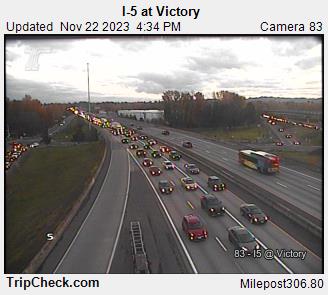 I-5 at Victory
Updated Nov 22 2023 4:34 PM Camera 83
S
83 - I5 @ Victory
TripCheck.com Milepost306.80